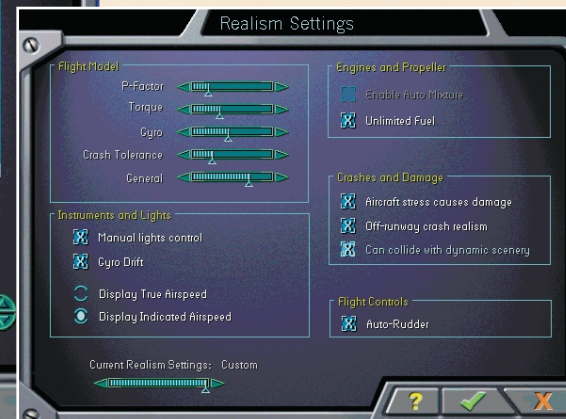 Realism Settings
Flight Model
P-Factor
Torque
Gyro
Crash Tolerance
General
Instruments and Lights
Manual lights control
Gyro Drift
Display True Airspeed
Display Indicated Airspeed
Current Realism Settings: Custom
Engines and Propeller
Enable Auto Mixture
Unlimited Fuel
Crashes and Damage
Aircraft stress causes damage
Off-runway crash realism
Can collide with dynamic scenery
Flight Controls
Auto-Rudder
?
X